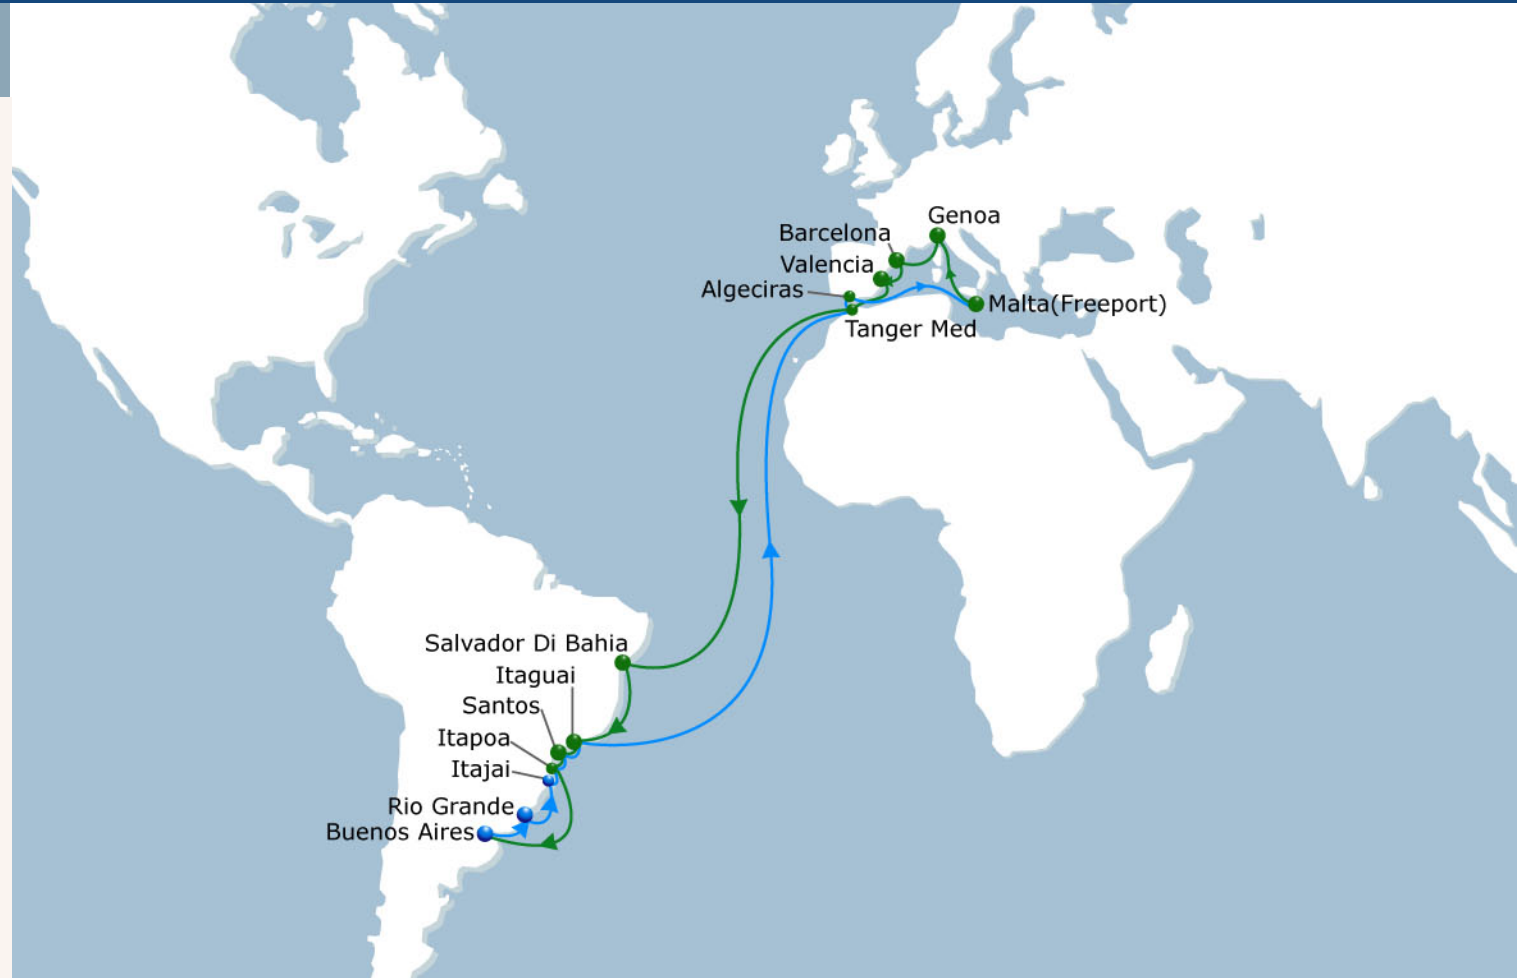 Genoa
Barcelona
Valencia
Algeciras
Malta(Freeport)
Tanger Med
Salvador Di Bahia
Itaguai
Santos
Itapoa
Itajai
Rio Grande
Buenos Aires